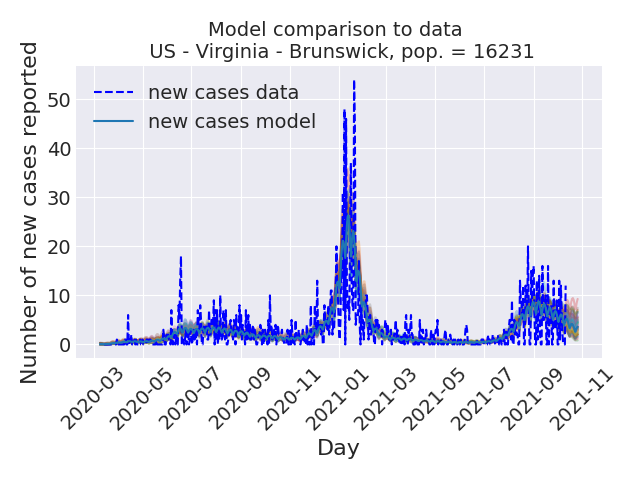 Model comparison to data
US - Virginia - Brunswick, pop. = 16231
new cases data
new cases model
Number of new cases reported
50
40
30
20
10
0
2020-03
2020-05
2020-07
2020-09
2020-11
2021-01
2021-03
2021-05
2021-07
2021-09
2021-11
Day